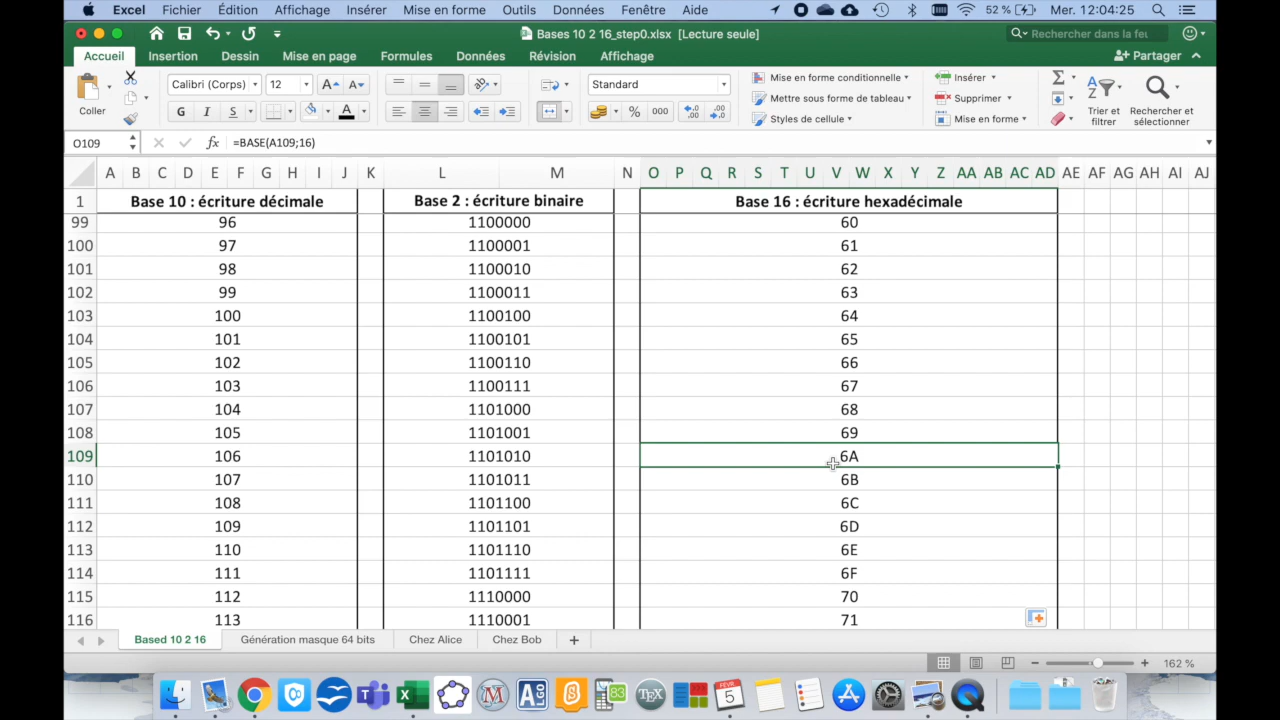 Excel Fichier Édition Affichage Insérer Mise en forme Outils Données Fenêtre Aide 52 % Mer. 12:04:25
Bases 10 2 16_step0.xlsx [Lecture seule]
Accueil Insertion Dessin Mise en page Formules Données Révision Affichage Partager
Coller Calibri (Corps) 12 A A Standard Mise en forme conditionnelle Insérer
Mettre sous forme de tableau Supprimer
G I S A % 000 Styles de cellule Mise en forme Trier et filtrer Rechercher et sélectionner
O109 fx =BASE(A109;16)
A B C D E F G H I J K L M N O P Q R S T U V W X Y Z AA AB AC AD AE AF AG AH AI AJ
1 Base 10 : écriture décimale Base 2 : écriture binaire Base 16 : écriture hexadécimale
99 96 1100000 60
100 97 1100001 61
101 98 1100010 62
102 99 1100011 63
103 100 1100100 64
104 101 1100101 65
105 102 1100110 66
106 103 1100111 67
107 104 1101000 68
108 105 1101001 69
109 106 1101010 6A
110 107 1101011 6B
111 108 1101100 6C
112 109 1101101 6D
113 110 1101110 6E
114 111 1101111 6F
115 112 1110000 70
116 113 1110001 71
Based 10 2 16 Génération masque 64 bits Chez Alice Chez Bob
162 %
FÉVR
5
TEX
83